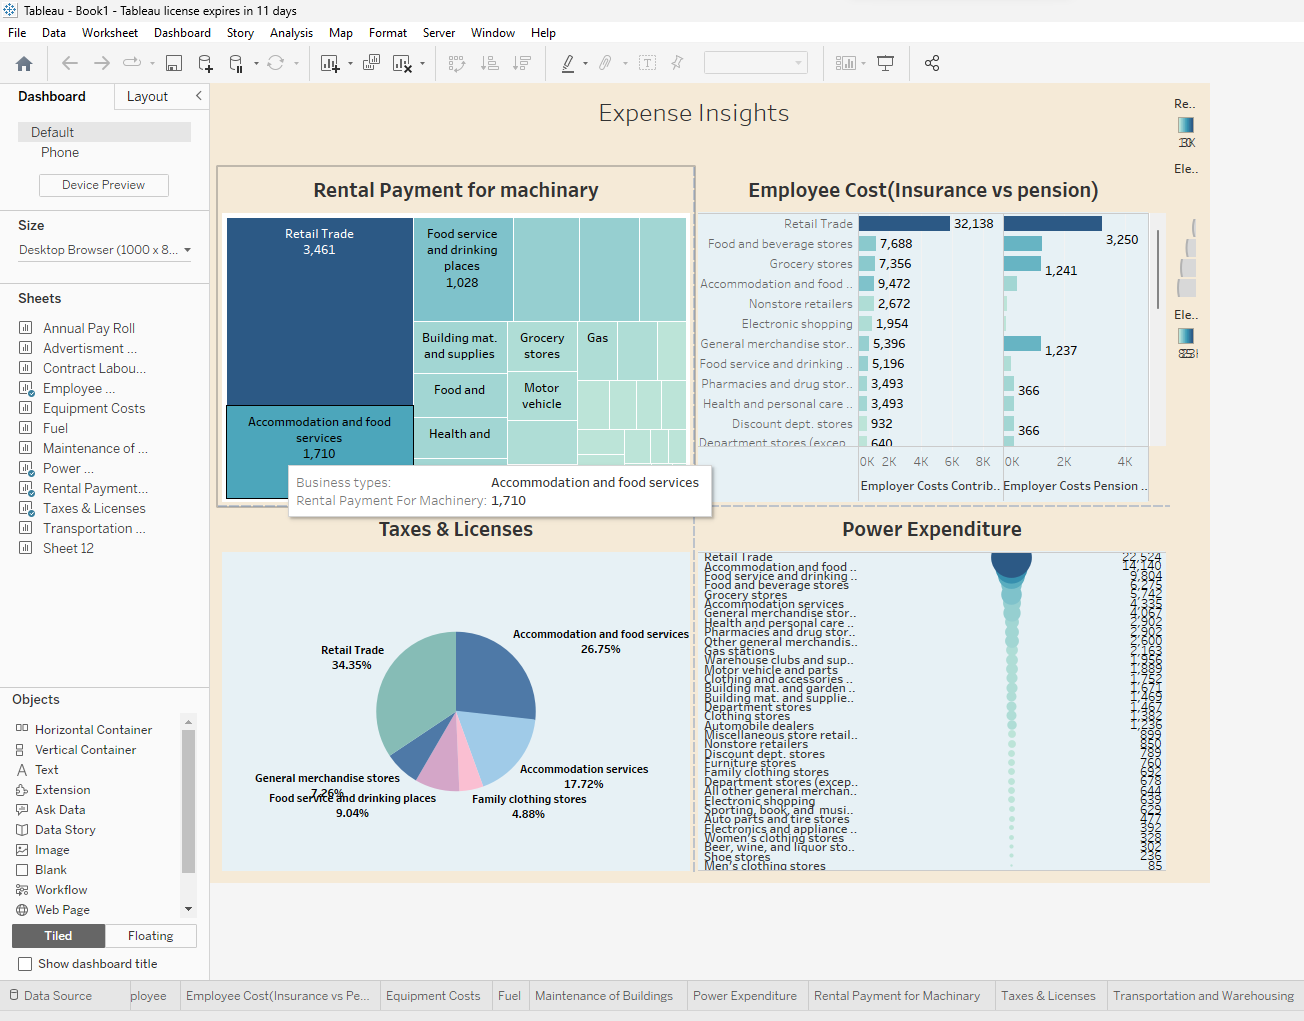 Tableau - Book1 - Tableau license expires in 11 days
File Data Worksheet Dashboard Story Analysis Map Format Server Window Help
Dashboard Layout
Default
Phone
Device Preview
Size
Desktop Browser (1000 x 8...
Sheets
Annual Pay Roll
Advertisment ...
Contract Labou...
Employee ...
Equipment Costs
Fuel
Maintenance of ...
Power ...
Rental Payment...
Taxes & Licenses
Transportation ...
Sheet 12
Objects
Horizontal Container
Vertical Container
Text
Extension
Ask Data
Data Story
Image
Blank
Workflow
Web Page
Tiled Floating
Show dashboard title
Expense Insights
Rental Payment for machinary
Retail Trade
3,461
Food service
and drinking
places
1,028
Building mat.
and supplies
Grocery
stores
Gas
Food and
Motor
vehicle
Health and
Accommodation and food
services
1,710
Business types: Accommodation and food services
Rental Payment For Machinery: 1,710
Employee Cost(Insurance vs pension)
Retail Trade 32,138 3,250
Food and beverage stores 7,688
Grocery stores 7,356 1,241
Accommodation and food .. 9,472
Nonstore retailers 2,672
Electronic shopping 1,954
General merchandise stor.. 5,396 1,237
Food service and drinking .. 5,196
Pharmacies and drug stor.. 3,493 366
Health and personal care .. 3,493
Discount dept. stores 932 366
Department stores (excep.. 640
0K 2K 4K 6K 8K 0K 2K 4K
Employer Costs Contrib.. Employer Costs Pension ..
Re..
Ele..
Ele..
Taxes & Licenses
Accommodation and food services
26.75%
Retail Trade
34.35%
Accommodation services
17.72%
General merchandise stores
7.26%
Food service and drinking places
9.04%
Family clothing stores
4.88%
Power Expenditure
Retail Trade 22,524
Accommodation and food .. 14,140
Food service and drinking .. 9,804
Food and beverage stores 6,275
Grocery stores 5,742
Accommodation services 4,335
General merchandise stor.. 4,067
Health and personal care .. 2,902
Pharmacies and drug stor.. 2,902
Other general merchandis.. 2,600
Gas stations 2,163
Warehouse clubs and sup.. 1,956
Motor vehicle and parts 1,889
Clothing and accessories .. 1,752
Building mat. and garden .. 1,671
Building mat. and supplie.. 1,469
Department stores 1,467
Clothing stores 1,382
Automobile dealers 1,236
Miscellaneous store retail.. 899
Nonstore retailers 850
Discount dept. stores 789
Furniture stores 760
Family clothing stores 692
Department stores (excep.. 678
All other general merchan.. 644
Electronic shopping 639
Sporting, book, and musi.. 629
Auto parts and tire stores 477
Electronics and appliance .. 392
Women's clothing stores 328
Beer, wine, and liquor sto.. 302
Shoe stores 236
Men's clothing stores 85
Data Source ployee Employee Cost(Insurance vs Pe... Equipment Costs Fuel Maintenance of Buildings Power Expenditure Rental Payment for Machinary Taxes & Licenses Transportation and Warehousing